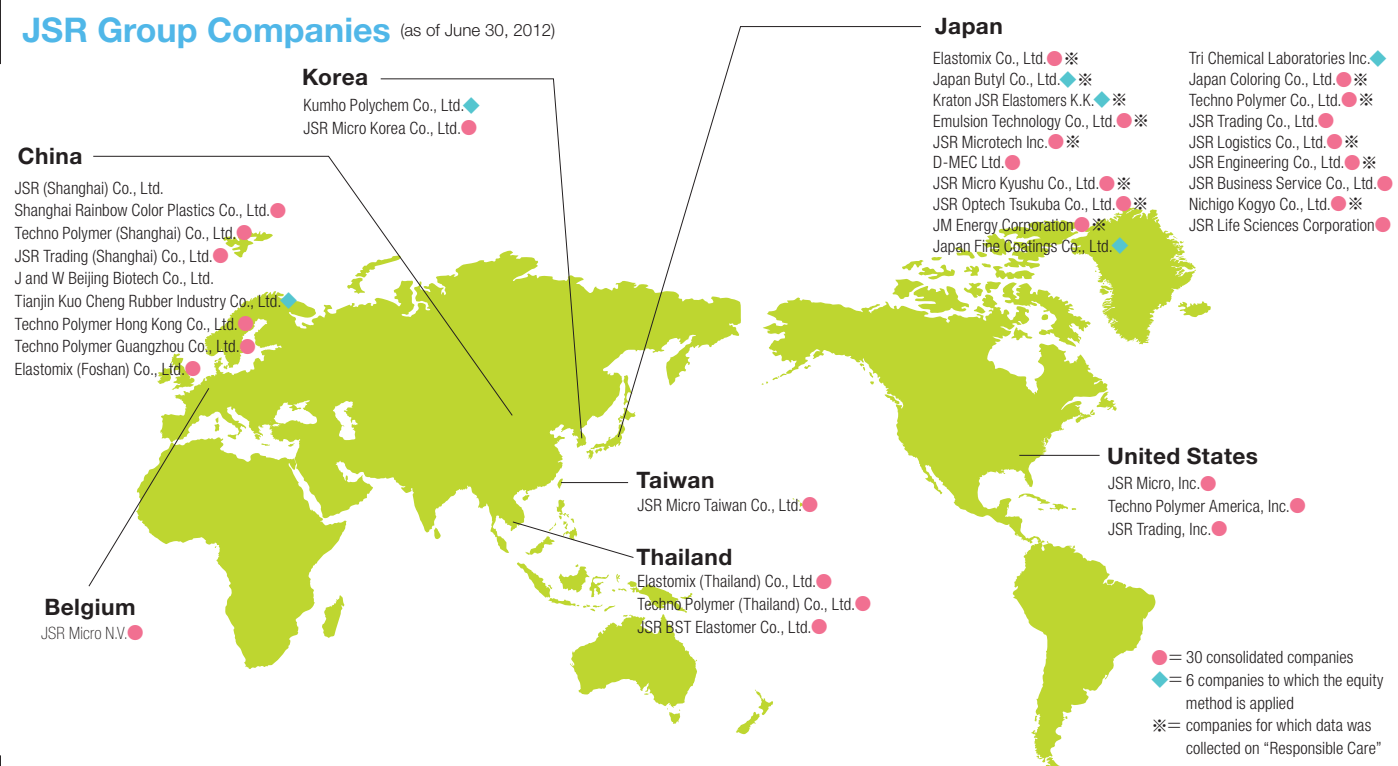 JSR Group Companies (as of June 30, 2012)
Korea
Kumho Polychem Co., Ltd.◆
JSR Micro Korea Co., Ltd.●
China
JSR (Shanghai) Co., Ltd.
Shanghai Rainbow Color Plastics Co., Ltd.●
Techno Polymer (Shanghai) Co., Ltd.●
JSR Trading (Shanghai) Co., Ltd.●
J and W Beijing Biotech Co., Ltd.
Tianjin Kuo Cheng Rubber Industry Co., Ltd.◆
Techno Polymer Hong Kong Co., Ltd.●
Techno Polymer Guangzhou Co., Ltd.●
Elastomix (Foshan) Co., Ltd.●
Belgium
JSR Micro N.V.●
Japan
Elastomix Co., Ltd.●※
Japan Butyl Co., Ltd.◆※
Kraton JSR Elastomers K.K.◆※
Emulsion Technology Co., Ltd.●※
JSR Microtech Inc.●※
D-MEC Ltd.●
JSR Micro Kyushu Co., Ltd.●※
JSR Optech Tsukuba Co., Ltd.●※
JM Energy Corporation●※
Japan Fine Coatings Co., Ltd.◆
Tri Chemical Laboratories Inc.◆
Japan Coloring Co., Ltd.●※
Techno Polymer Co., Ltd.●※
JSR Trading Co., Ltd.●
JSR Logistics Co., Ltd.●※
JSR Engineering Co., Ltd.●※
JSR Business Service Co., Ltd.●
Nichigo Kogyo Co., Ltd.●※
JSR Life Sciences Corporation●
Taiwan
JSR Micro Taiwan Co., Ltd.●
Thailand
Elastomix (Thailand) Co., Ltd.●
Techno Polymer (Thailand) Co., Ltd.●
JSR BST Elastomer Co., Ltd.●
United States
JSR Micro, Inc.●
Techno Polymer America, Inc.●
JSR Trading, Inc.●
●= 30 consolidated companies
◆= 6 companies to which the equity
method is applied
※= companies for which data was
collected on “Responsible Care”